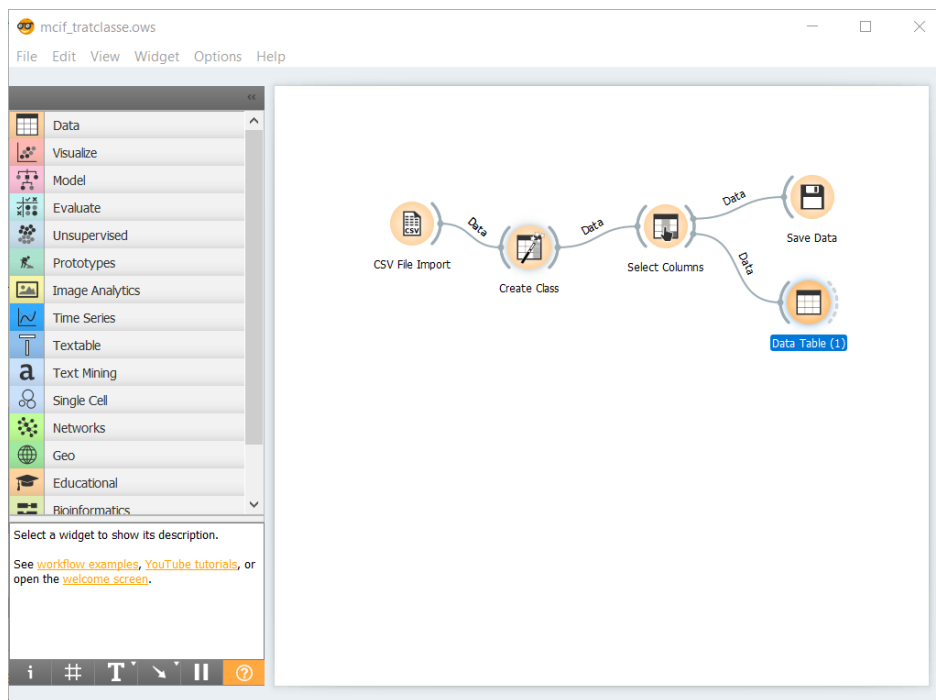 mcif_tratclasse.ows
File Edit View Widget Options Help
Data
Visualize
Model
Evaluate
Unsupervised
Prototypes
Image Analytics
Time Series
Textable
Text Mining
Single Cell
Networks
Geo
Educational
Bioinformatics
Select a widget to show its description.
See workflow examples, YouTube tutorials, or
open the welcome screen.
CSV
CSV File Import
Data
Create Class
Data
Select Columns
Data
Save Data
Data
Data Table (1)